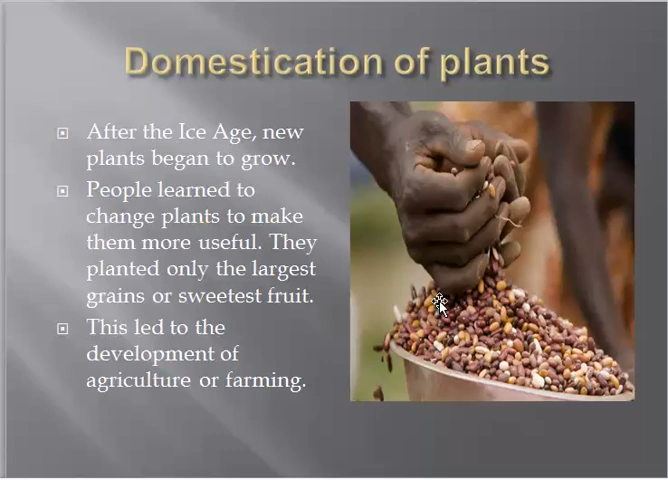 Domestication of plants
After the Ice Age, new
plants began to grow.
People learned to
change plants to make
them more useful. They
planted only the largest
grains or sweetest fruit.
This led to the
development of
agriculture or farming.